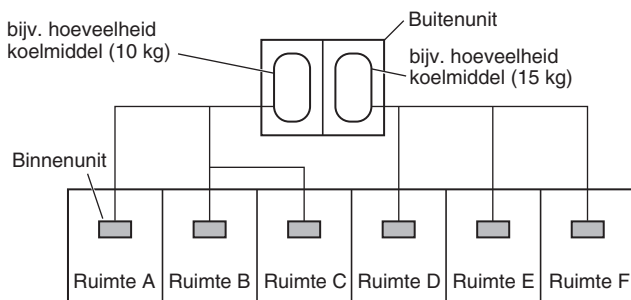 bijv. hoeveelheid
koelmiddel (10 kg)
Buitenunit
bijv. hoeveelheid
koelmiddel (15 kg)
Binnenunit
Ruimte A
Ruimte B
Ruimte C
Ruimte D
Ruimte E
Ruimte F